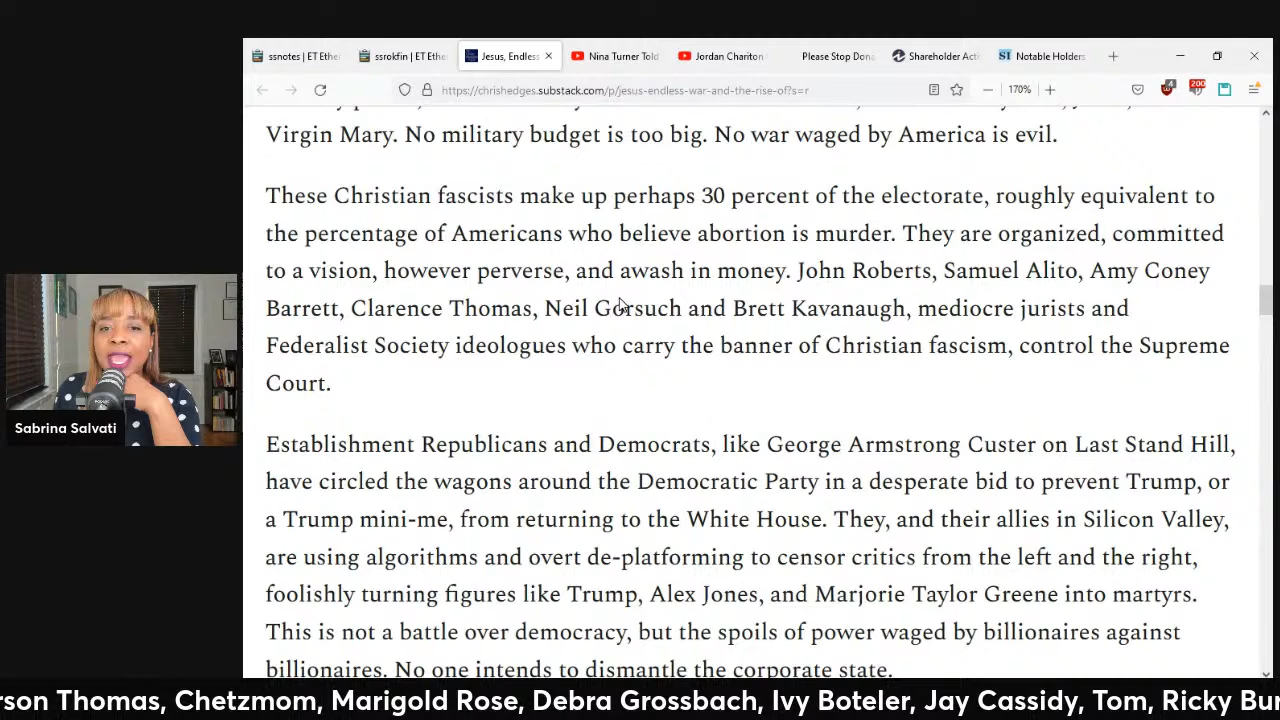 ssnotes | ET Ether
ssrokfin | ET Ethe
Jesus, Endless
Nina Turner Told
Jordan Chariton
Please Stop Dona
Shareholder Acti
Notable Holders
https://chrishedges.substack.com/p/jesus-endless-war-and-the-rise-of?s=r
170%
4
200
Virgin Mary. No military budget is too big. No war waged by America is evil.
These Christian fascists make up perhaps 30 percent of the electorate, roughly equivalent to
the percentage of Americans who believe abortion is murder. They are organized, committed
to a vision, however perverse, and awash in money. John Roberts, Samuel Alito, Amy Coney
Barrett, Clarence Thomas, Neil Gorsuch and Brett Kavanaugh, mediocre jurists and
Federalist Society ideologues who carry the banner of Christian fascism, control the Supreme
Court.
Establishment Republicans and Democrats, like George Armstrong Custer on Last Stand Hill,
have circled the wagons around the Democratic Party in a desperate bid to prevent Trump, or
a Trump mini-me, from returning to the White House. They, and their allies in Silicon Valley,
are using algorithms and overt de-platforming to censor critics from the left and the right,
foolishly turning figures like Trump, Alex Jones, and Marjorie Taylor Greene into martyrs.
This is not a battle over democracy, but the spoils of power waged by billionaires against
billionaires. No one intends to dismantle the corporate state.
Sabrina Salvati
erson Thomas, Chetzmom, Marigold Rose, Debra Grossbach, Ivy Boteler, Jay Cassidy, Tom, Ricky Bu